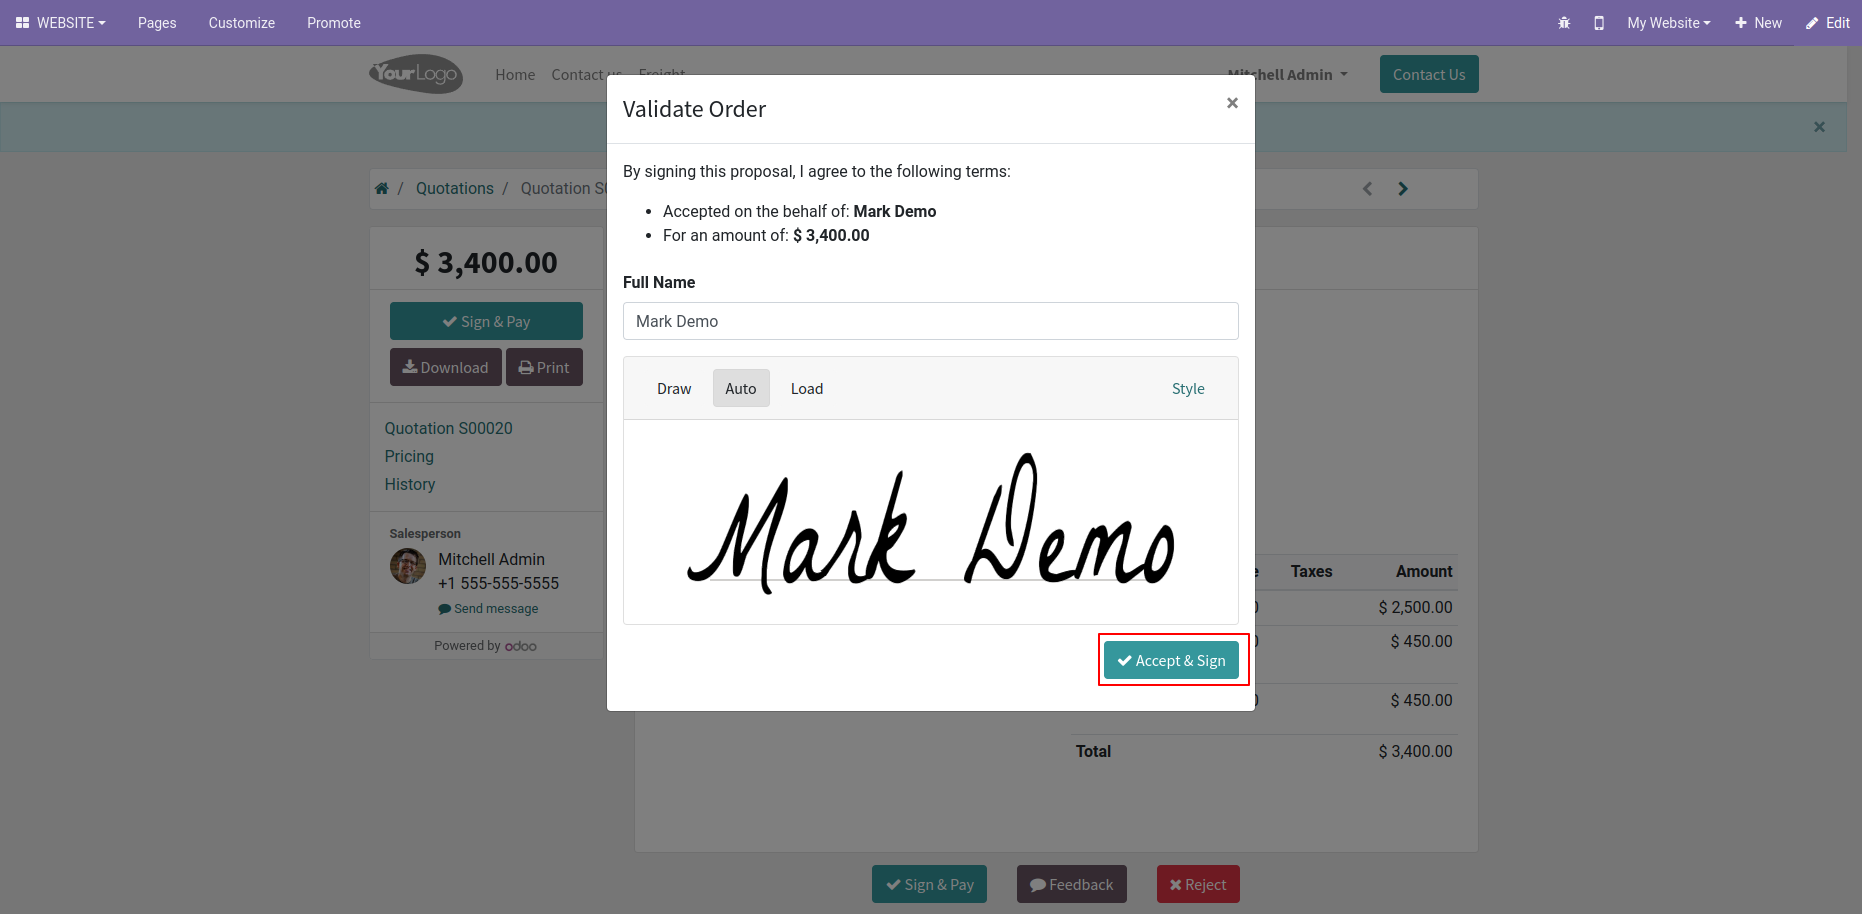 WEBSITE Pages Customize Promote My Website New Edit
YourLogo Home Contact us Freight Mitchell Admin Contact Us
Validate Order ×
×
By signing this proposal, I agree to the following terms:
Quotations / Quotation S0
• Accepted on the behalf of: Mark Demo
• For an amount of: $ 3,400.00
$ 3,400.00
Sign & Pay
Download Print
Quotation S00020
Pricing
History
Salesperson
Mitchell Admin
+1 555-555-5555
Send message
Powered by odoo
Full Name
Mark Demo
Draw Auto Load Style
Mark Demo
Accept & Sign
Taxes Amount
$ 2,500.00
$ 450.00
$ 450.00
Total $ 3,400.00
Sign & Pay Feedback Reject